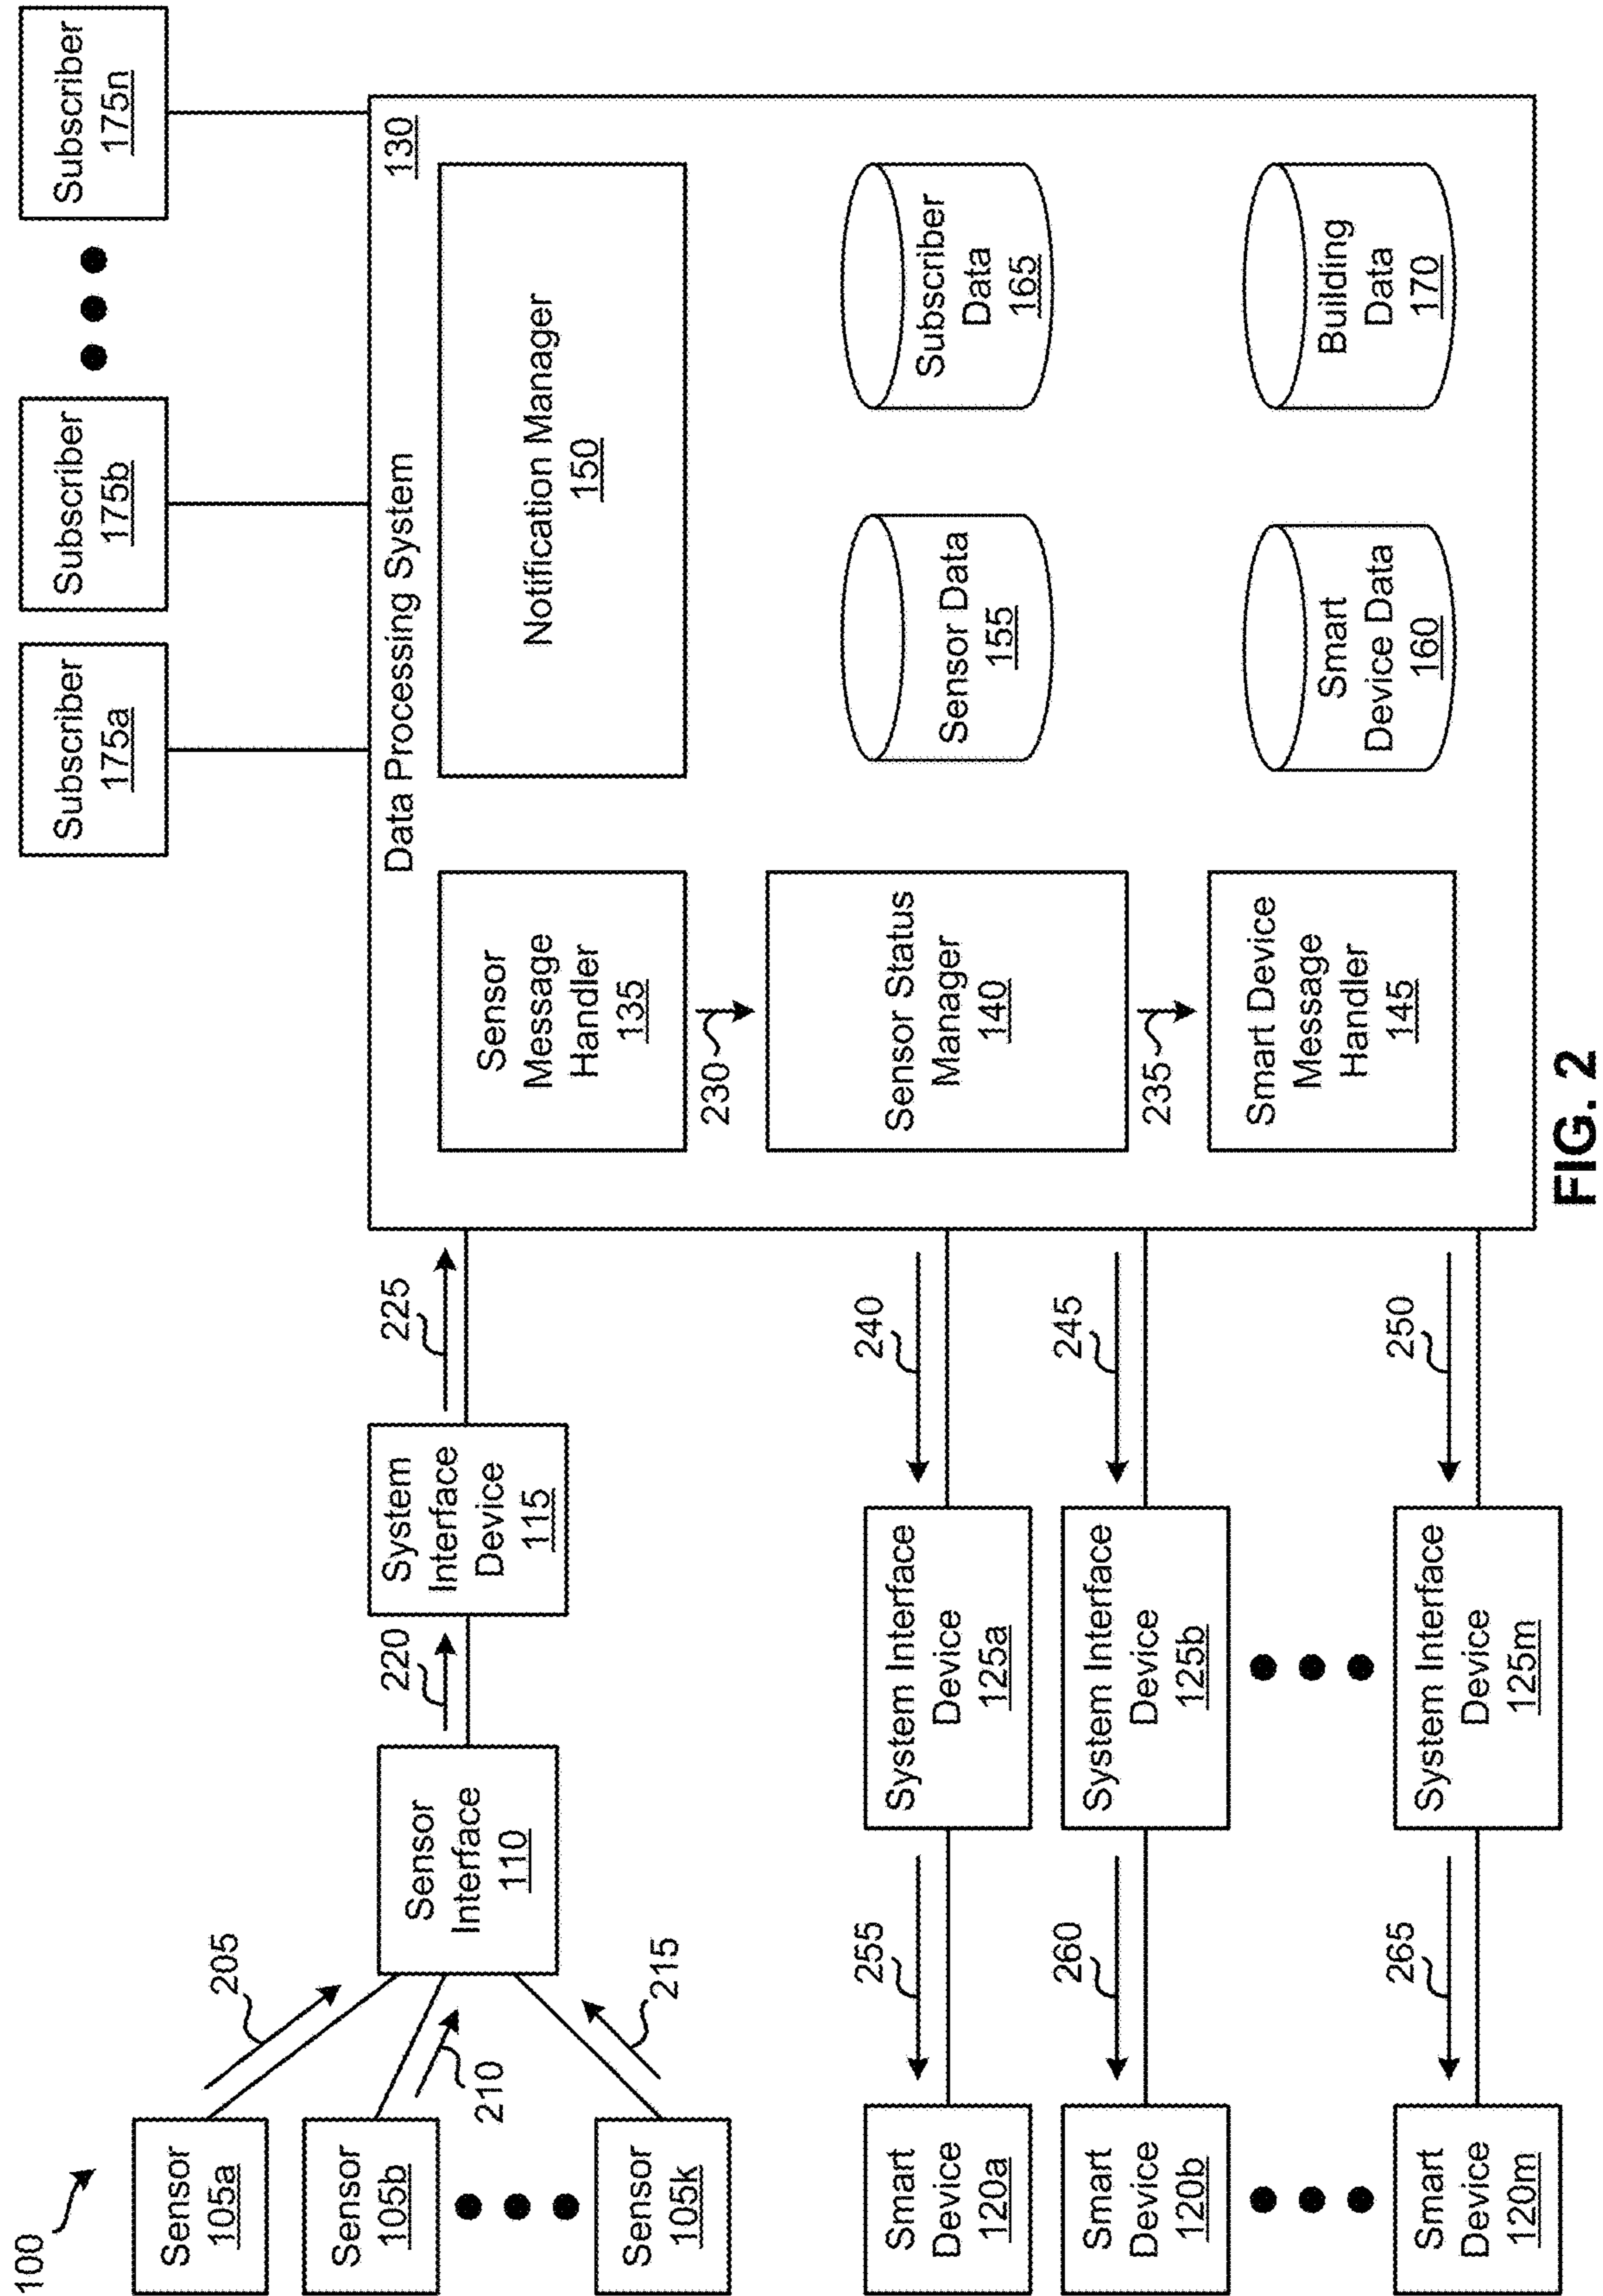 100
Sensor
105a
Sensor
105b
Sensor
105k
205
210
215
Sensor
Interface
110
220
System
Interface
Device
115
225
Subscriber
175a
Subscriber
175b
Subscriber
175n
Data Processing System
130
Sensor
Message
Handler
135
230
Sensor Status
Manager
140
235
Smart Device
Message
Handler
145
Notification Manager
150
Sensor Data
155
Subscriber
Data
165
Smart
Device Data
160
Building
Data
170
Smart
Device
120a
255
System Interface
Device
125a
240
Smart
Device
120b
260
System Interface
Device
125b
245
Smart
Device
120m
265
System Interface
Device
125m
250
FIG. 2